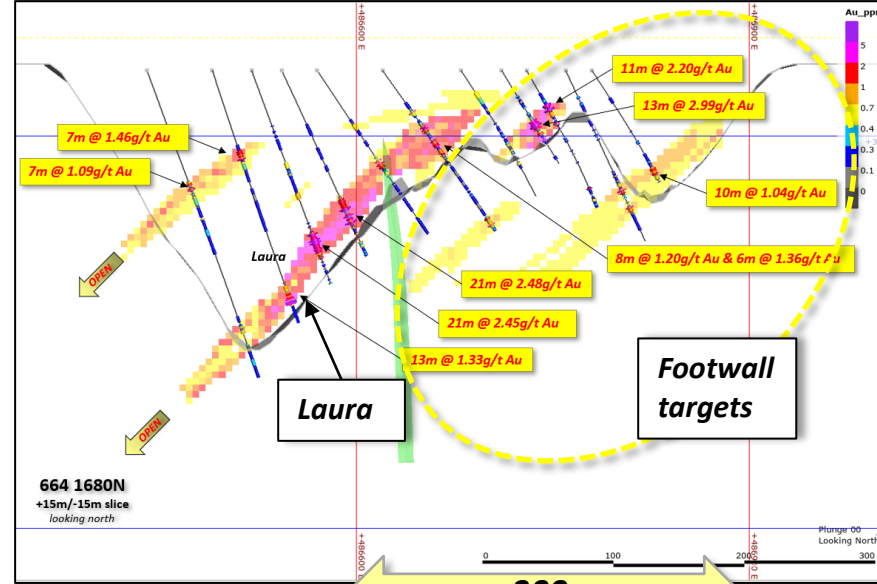 +486600 E
+486900 E
Au_ppm
5
2
1
0.7
0.4
0.3
0.1
0
11m @ 2.20g/t Au
13m @ 2.99g/t Au
7m @ 1.46g/t Au
7m @ 1.09g/t Au
10m @ 1.04g/t Au
Laura
8m @ 1.20g/t Au & 6m @ 1.36g/t Au
OPEN
21m @ 2.48g/t Au
21m @ 2.45g/t Au
13m @ 1.33g/t Au
Laura
Footwall
targets
OPEN
664 1680N
+15m/-15m slice
looking north
Plunge 00
Looking North
0
100
200
300
+486600 E
+486900 E